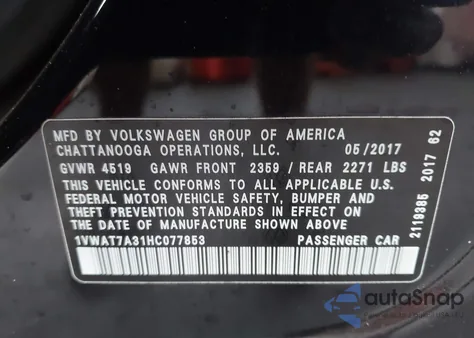 MFD BY VOLKSWAGEN GROUP OF AMERICA
CHATTANOOGA OPERATIONS, LLC. 05/2017
GVWR 4519 GAWR FRONT 2359 / REAR 2271 LBS
THIS VEHICLE CONFORMS TO ALL APPLICABLE U.S.
FEDERAL MOTOR VEHICLE SAFETY, BUMPER AND
THEFT PREVENTION STANDARDS IN EFFECT ON
THE DATE OF MANUFACTURE SHOWN ABOVE
1VWAT7A31HC077853 PASSENGER CAR
2119385 2017 62
autoSnap